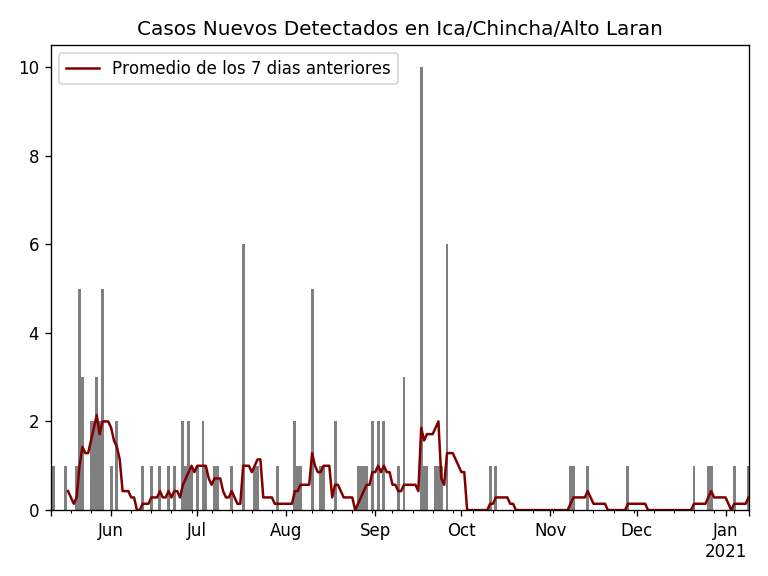 Casos Nuevos Detectados en Ica/Chincha/Alto Laran
Promedio de los 7 dias anteriores
10
8
6
4
2
0
Jun Jul Aug Sep Oct Nov Dec Jan
2021